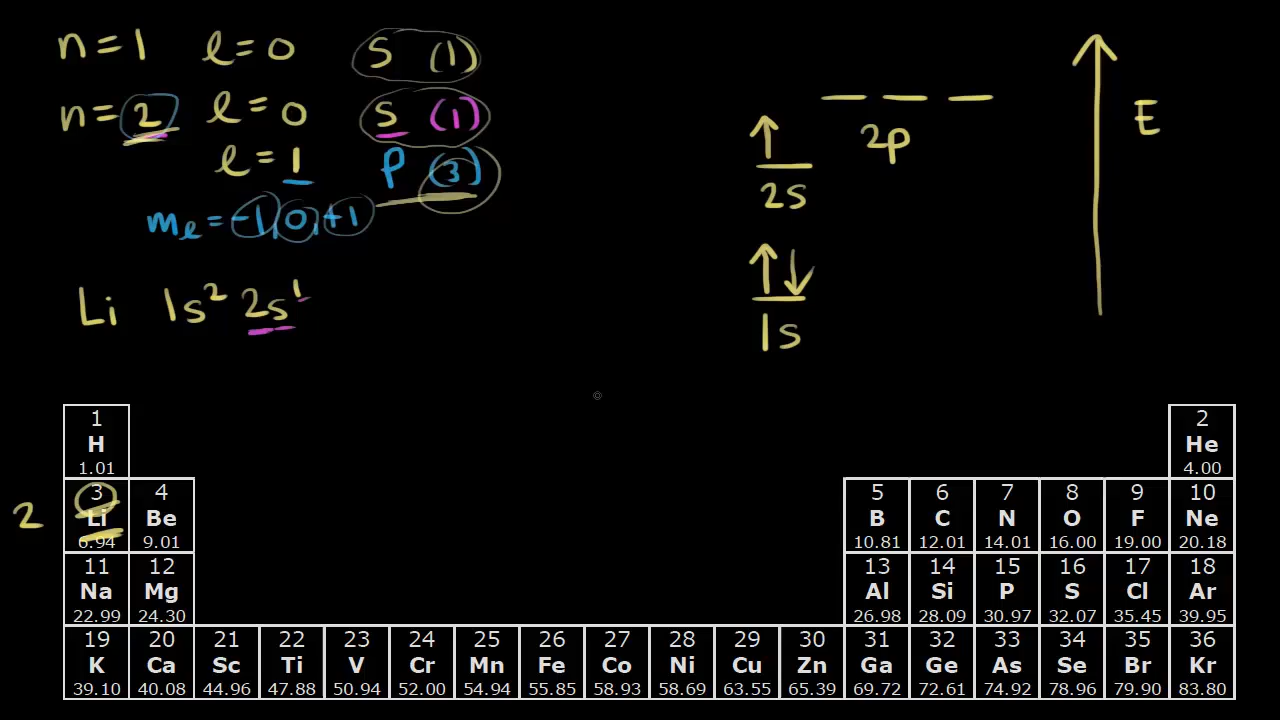 n=1 l=0 s (1)
n=2 l=0 s (1)
l=1 p (3)
mₗ=-1,0,+1
Li 1s² 2s¹
2p
2s
1s
E
2
1 2
H He
1.01 4.00
3 4 5 6 7 8 9 10
Li Be B C N O F Ne
6.94 9.01 10.81 12.01 14.01 16.00 19.00 20.18
11 12 13 14 15 16 17 18
Na Mg Al Si P S Cl Ar
22.99 24.30 26.98 28.09 30.97 32.07 35.45 39.95
19 20 21 22 23 24 25 26 27 28 29 30 31 32 33 34 35 36
K Ca Sc Ti V Cr Mn Fe Co Ni Cu Zn Ga Ge As Se Br Kr
39.10 40.08 44.96 47.88 50.94 52.00 54.94 55.85 58.93 58.69 63.55 65.39 69.72 72.61 74.92 78.96 79.90 83.80